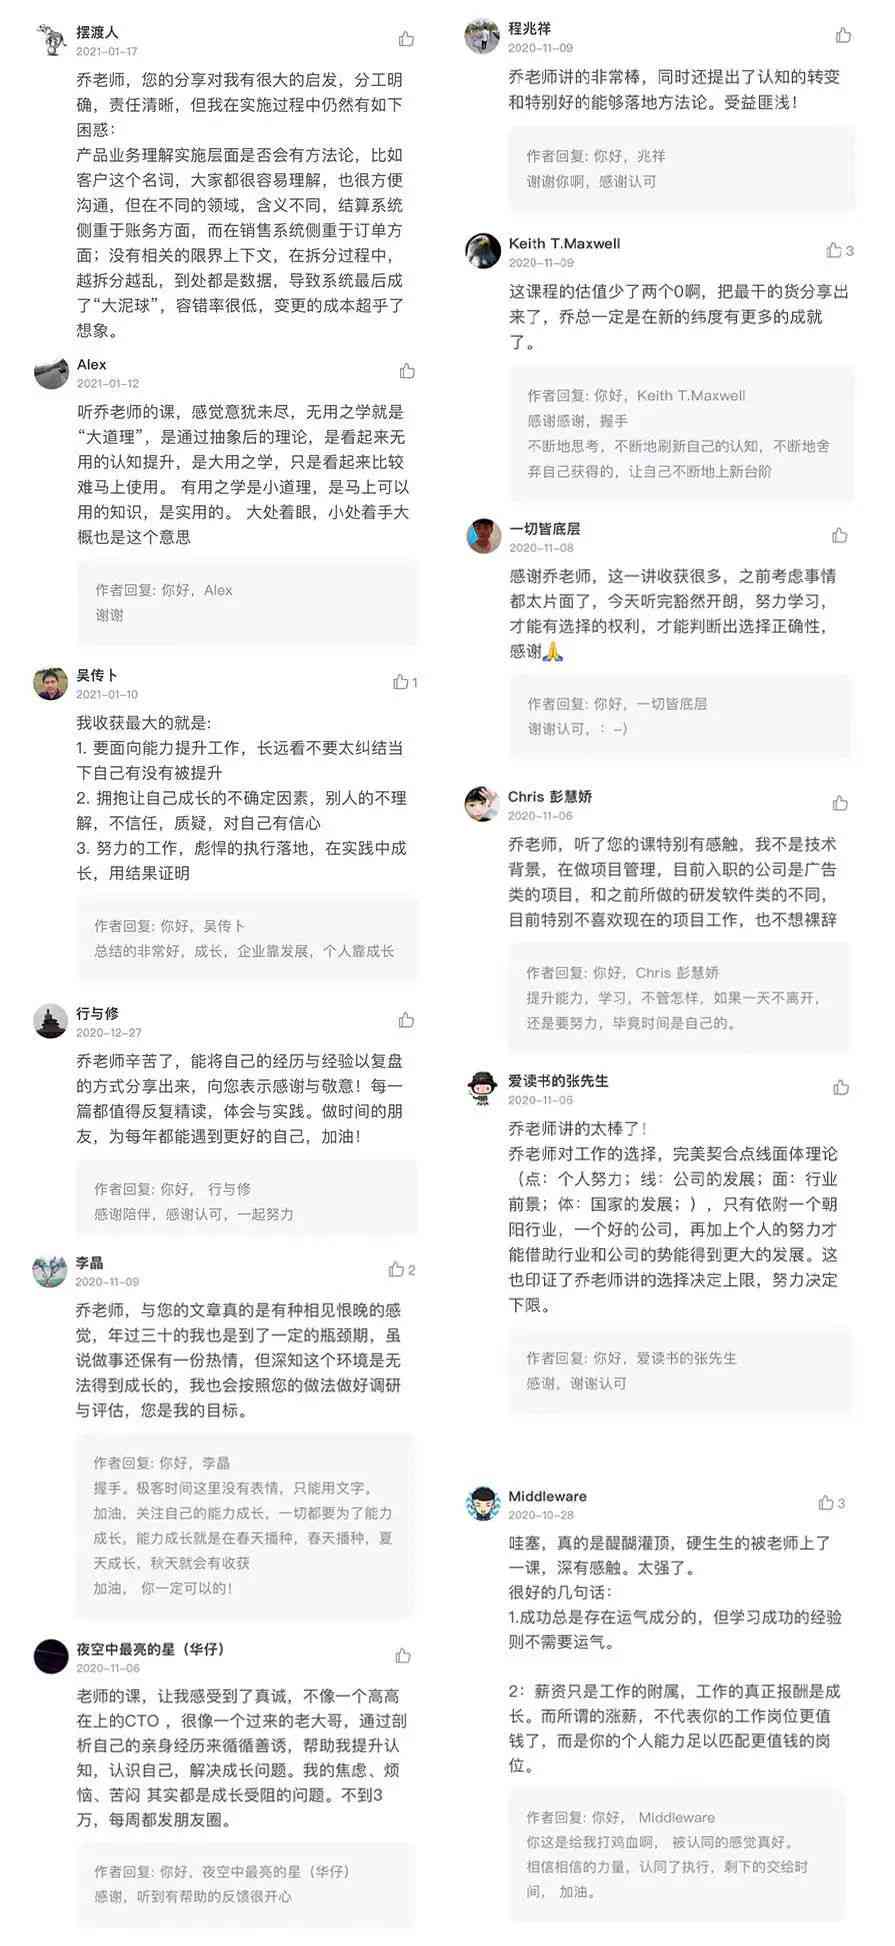 摆渡人
2021-01-17
乔老师，您的分享对我有很大的启发，分工明
确，责任清晰，但我在实施过程中仍然有如下
困惑：
产品业务理解实施层面是否会有方法论，比如
客户这个名词，大家都很容易理解，也很方便
沟通，但在不同的领域，含义不同，结算系统
侧重于账务方面，而在销售系统侧重于订单方
面；没有相关的限界上下文，在拆分过程中，
越拆分越乱，到处都是数据，导致系统最后成
了“大泥球”，容错率很低，变更的成本超乎了
想象。
Alex
2021-01-12
听乔老师的课，感觉意犹未尽，无用之学就是
“大道理”，是通过抽象后的理论，是看起来无
用的认知提升，是大用之学，只是看起来比较
难马上使用。 有用之学是小道理，是马上可以
用的知识，是实用的。 大处着眼，小处着手大
概也是这个意思
作者回复: 你好，Alex
谢谢
吴传卜
2021-01-10
1
我收获最大的就是:
1. 要面向能力提升工作，长远看不要太纠结当
下自己有没有被提升
2. 拥抱让自己成长的不确定因素，别人的不理
解，不信任，质疑，对自己有信心
3. 努力的工作，彪悍的执行落地，在实践中成
长，用结果证明
作者回复: 你好，吴传卜
总结的非常好，成长，企业靠发展，个人靠成长
行与修
2020-12-27
乔老师辛苦了，能将自己的经历与经验以复盘
的方式分享出来，向您表示感谢与敬意！每一
篇都值得反复精读，体会与实践。做时间的朋
友，为每年都能遇到更好的自己，加油！
作者回复: 你好， 行与修
感谢陪伴，感谢认可，一起努力
李晶
2020-11-09
2
乔老师，与您的文章真的是有种相见恨晚的感
觉，年过三十的我也是到了一定的瓶颈期，虽
说做事还保有一份热情，但深知这个环境是无
法得到成长的，我也会按照您的做法做好调研
与评估，您是我的目标。
作者回复: 你好，李晶
握手。极客时间这里没有表情，只能用文字。
加油，关注自己的能力成长，一切都要为了能力
成长，能力成长就是在春天播种，春天播种，夏
天成长，秋天就会有收获
加油， 你一定可以的！
夜空中最亮的星（华仔）
2020-11-06
老师的课，让我感受到了真诚，不像一个高高
在上的CTO ，很像一个过来的老大哥，通过剖
析自己的亲身经历来循循善诱，帮助我提升认
知，认识自己，解决成长问题。我的焦虑、烦
恼、苦闷 其实都是成长受阻的问题。不到3
万，每周都发朋友圈。
作者回复: 你好，夜空中最亮的星（华仔）
感谢，听到有帮助的反馈很开心
程兆祥
2020-11-09
乔老师讲的非常棒，同时还提出了认知的转变
和特别好的能够落地方法论。受益匪浅！
作者回复: 你好，兆祥
谢谢你啊，感谢认可
Keith T.Maxwell
2020-11-09
3
这课程的估值少了两个0啊，把最干的货分享出
来了，乔总一定是在新的纬度有更多的成就
了。
作者回复: 你好，Keith T.Maxwell
感谢感谢，握手
不断地思考，不断地刷新自己的认知，不断地舍
弃自己获得的，让自己不断地上新台阶
一切皆底层
2020-11-08
感谢乔老师，这一讲收获很多，之前考虑事情
都太片面了，今天听完豁然开朗，努力学习，
才能有选择的权利，才能判断出选择正确性，
感谢🙏
作者回复: 你好，一切皆底层
谢谢认可，：-）
Chris 彭慧娇
2020-11-06
乔老师，听了您的课特别有感触，我不是技术
背景，在做项目管理，目前入职的公司是广告
类的项目，和之前所做的研发软件类的不同，
目前特别不喜欢现在的项目工作，也不想裸辞
作者回复: 你好，Chris 彭慧娇
提升能力，学习，不管怎样，如果一天不离开，
还是要努力，毕竟时间是自己的。
爱读书的张先生
2020-11-05
乔老师讲的太棒了！
乔老师对工作的选择，完美契合点线面体理论
（点：个人努力；线：公司的发展；面：行业
前景；体：国家的发展；），只有依附一个朝
阳行业，一个好的公司，再加上个人的努力才
能借助行业和公司的势能得到更大的发展。这
也印证了乔老师讲的选择决定上限，努力决定
下限。
作者回复: 你好，爱读书的张先生
感谢，谢谢认可
Middleware
2020-10-28
3
哇塞，真的是醍醐灌顶，硬生生的被老师上了
一课，深有感触。太强了。
很好的几句话：
1.成功总是存在运气成分的，但学习成功的经验
则不需要运气。
2：薪资只是工作的附属，工作的真正报酬是成
长。而所谓的涨薪，不代表你的工作岗位更值
钱了，而是你的个人能力足以匹配更值钱的岗
位。
作者回复: 你好， Middleware
你这是给我打鸡血啊， 被认同的感觉真好。
相信相信的力量，认同了执行，剩下的交给时
间， 加油。